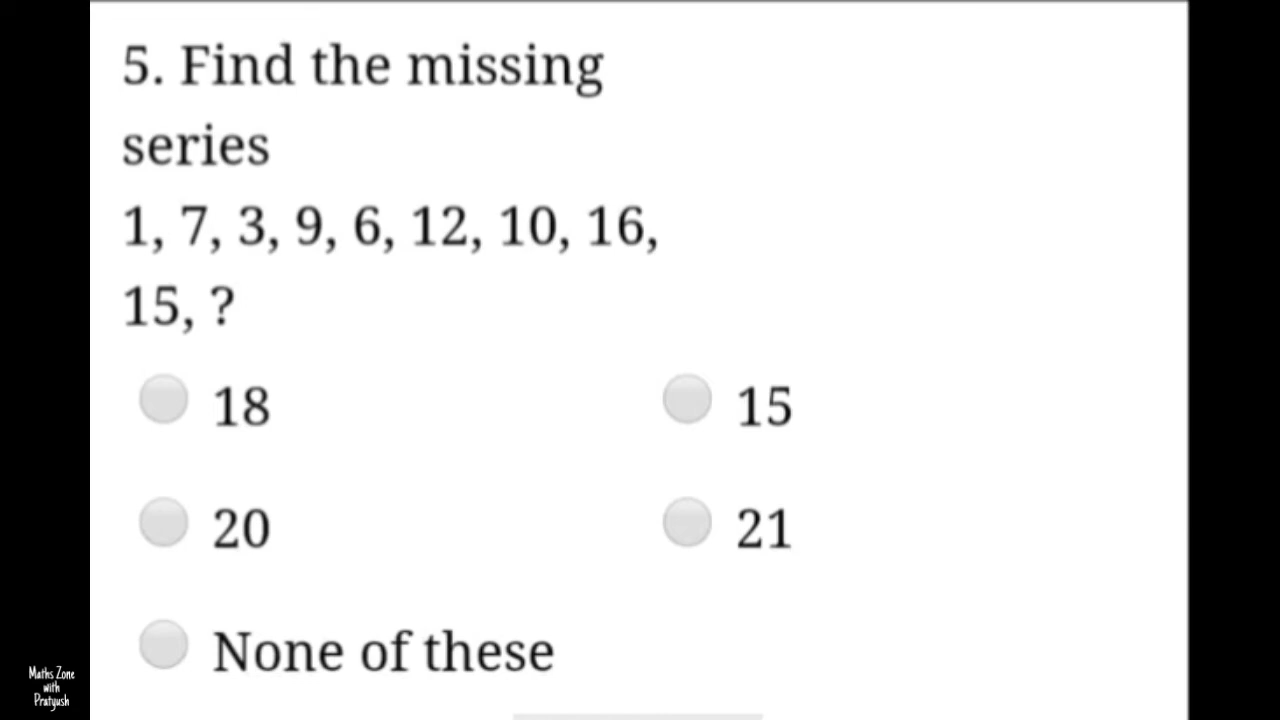 5. Find the missing
series
1, 7, 3, 9, 6, 12, 10, 16,
15, ?
18
15
20
21
None of these
Maths Zone
with
Pratyush